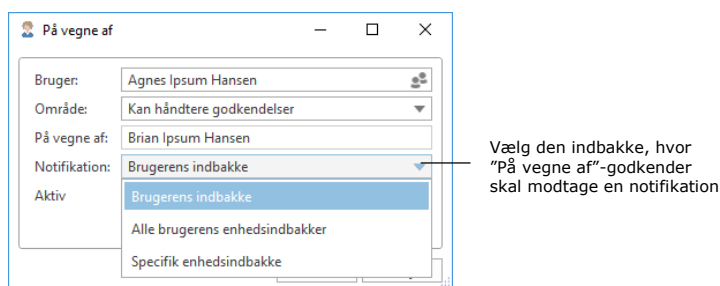 På vegne af
Bruger: Agnes Ipsum Hansen
Område: Kan håndtere godkendelser
På vegne af: Brian Ipsum Hansen
Notifikation: Brugerens indbakke
Aktiv
Brugerens indbakke
Alle brugerens enhedsindbakker
Specifik enhedsindbakke
Vælg den indbakke, hvor
”På vegne af”-godkender
skal modtage en notifikation